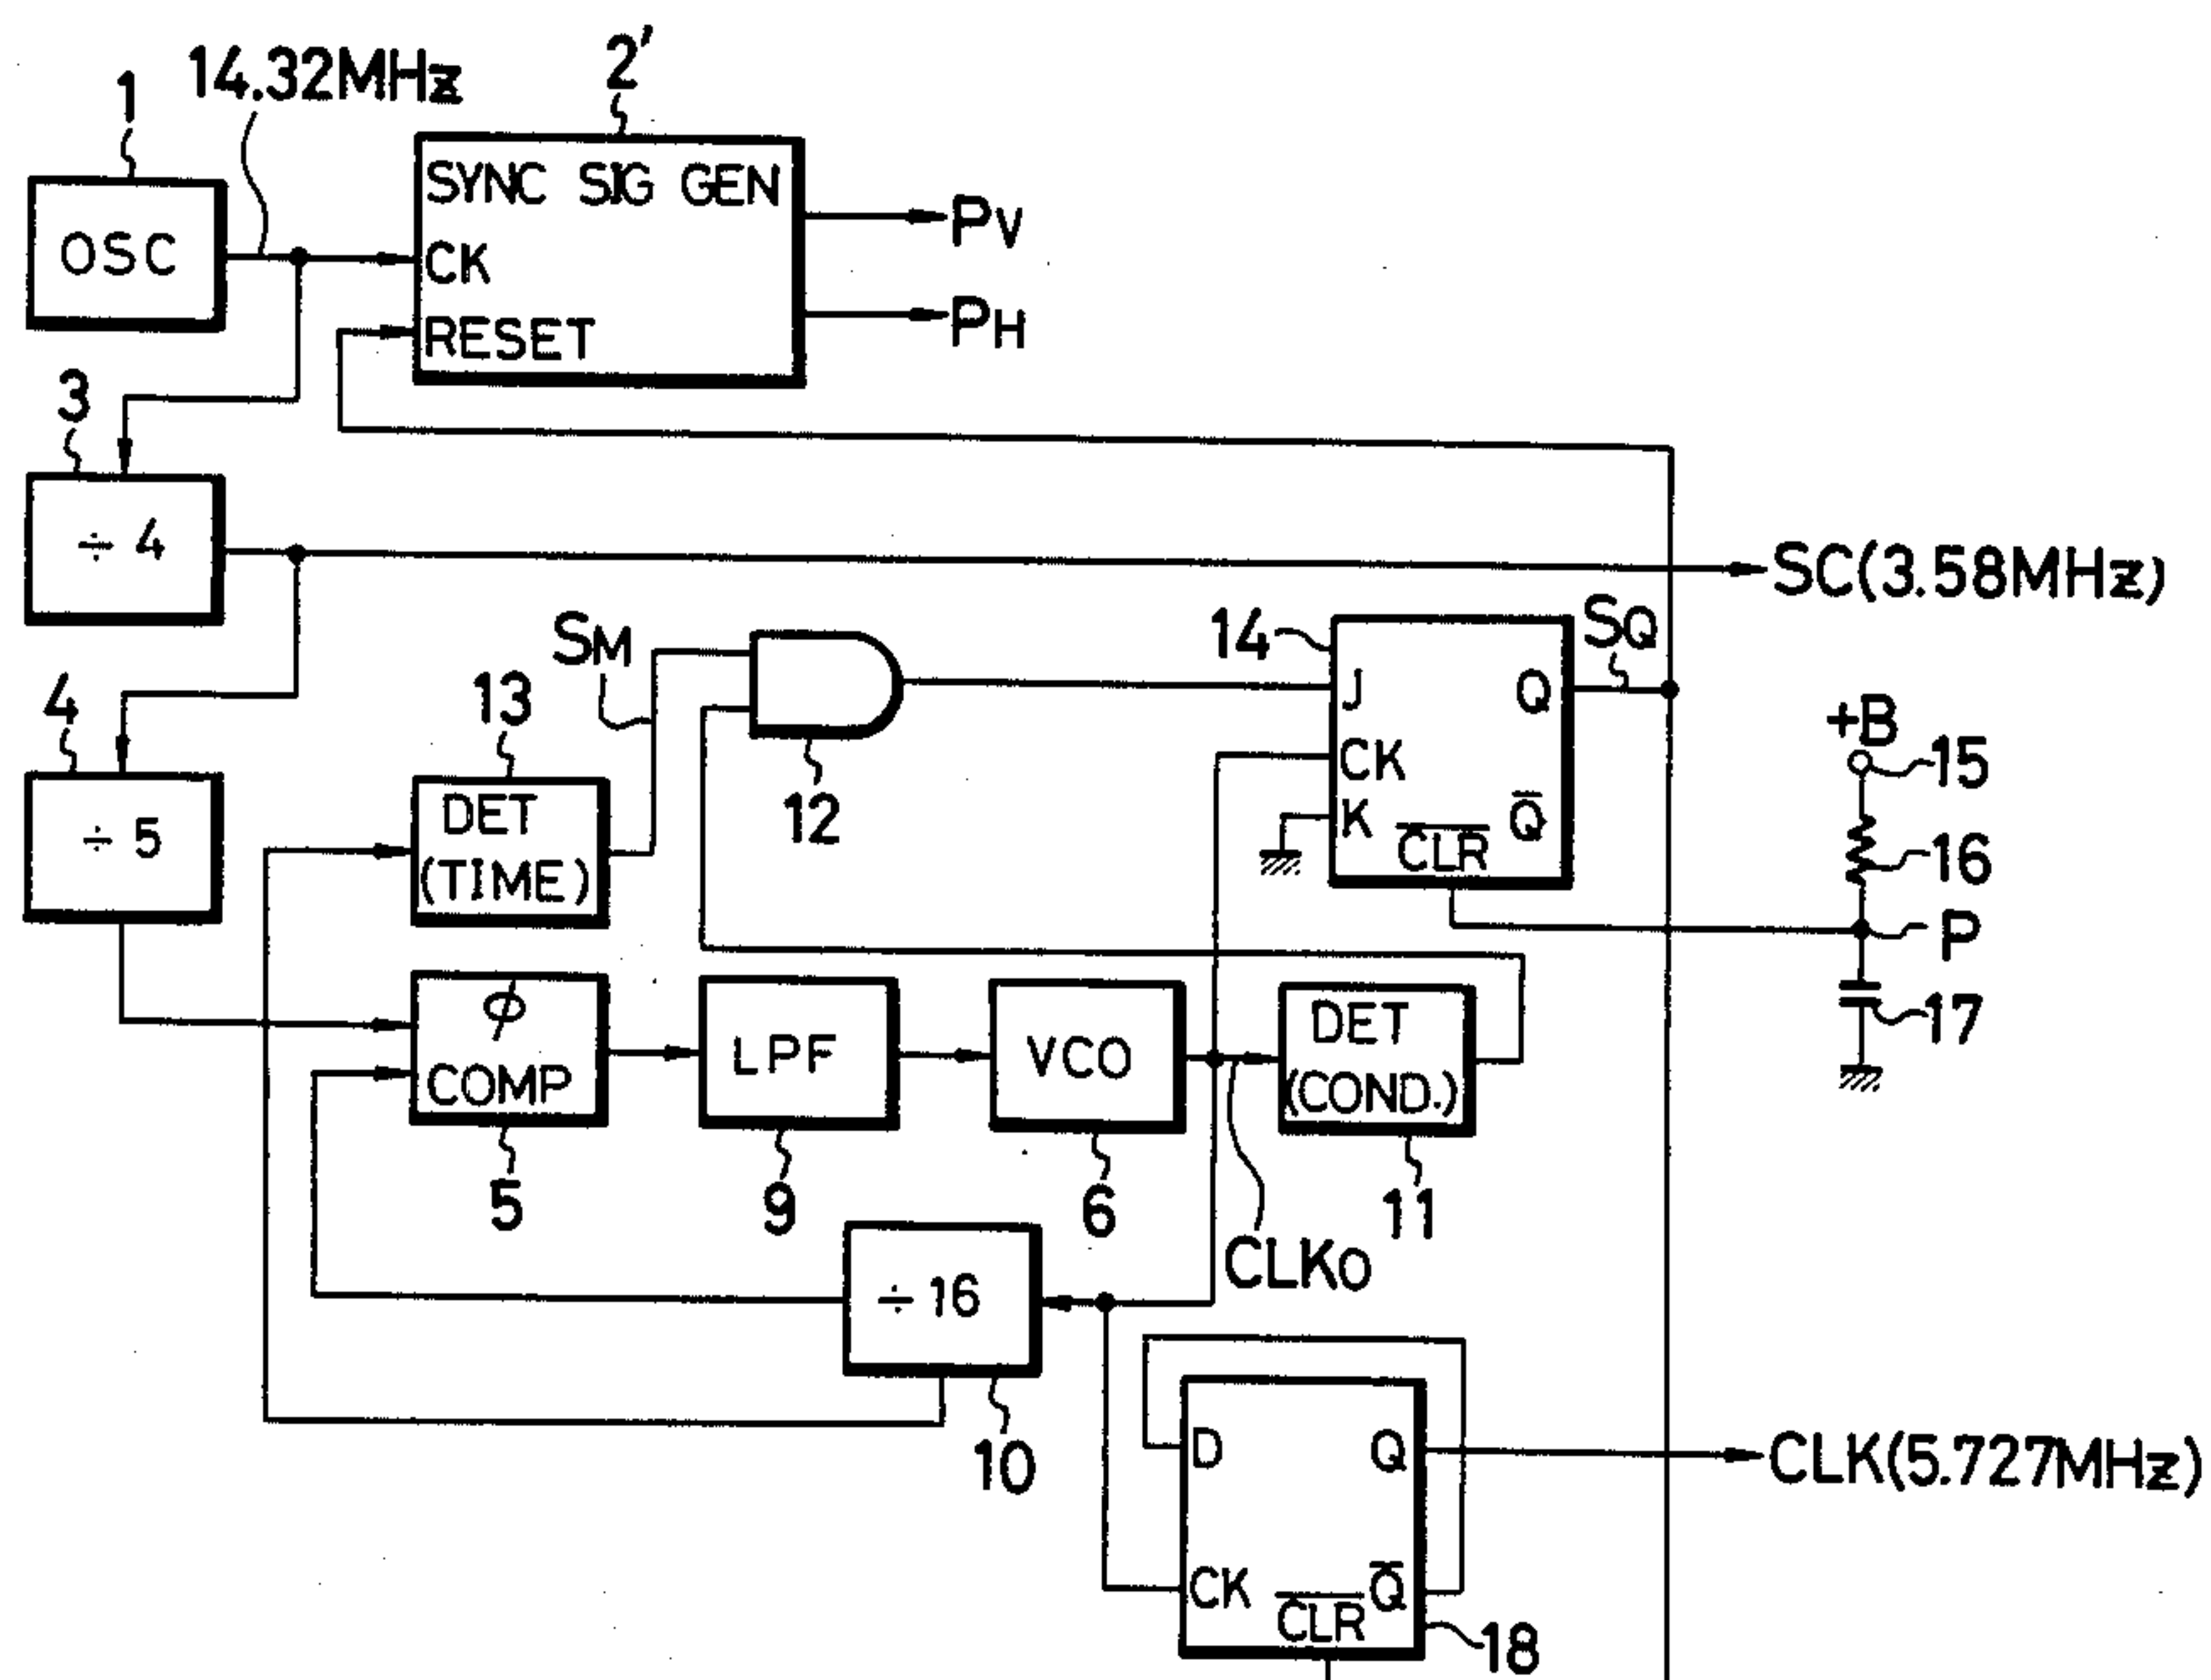 1
14.32MHz
2'
OSC
SYNC SIG GEN
CK
RESET
PV
PH
3
÷ 4
SC(3.58MHz)
SM
14
SQ
4
13
12
J
Q
CK
K
CLR
Q̅
+B
15
16
P
17
÷ 5
DET
(TIME)
ϕ
COMP
5
LPF
9
VCO
6
DET
(COND.)
11
CLKO
÷ 16
10
D
Q
CK
CLR
Q̅
18
CLK(5.727MHz)